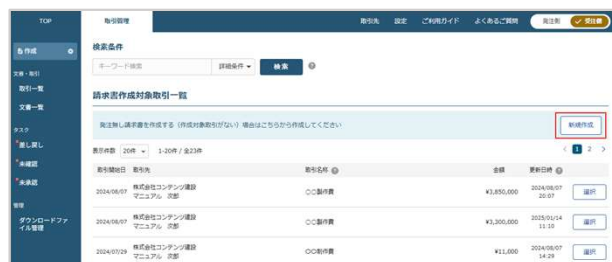 TOP
取引管理
取引先 設定 ご利用ガイド よくあるご質問 発注側 受注側
作成
検索条件
キーワード検索 詳細条件 検索
文書・取引
取引一覧
文書一覧
請求書作成対象取引一覧
発注無し請求書を作成する（作成対象取引がない）場合はこちらから作成してください 新規作成
タスク
差し戻し
未確認
未承認
表示件数 20件 1-20件 / 全23件 1 2
取引開始日 取引先 取引名称 金額 更新日時
管理
ダウンロードファイル管理
2024/08/07 株式会社コンテンツ建設
マニュアル 次郎 〇〇製作費 ¥3,850,000 2024/08/07
20:07 選択
2024/08/07 株式会社コンテンツ建設
マニュアル 次郎 〇〇製作費 ¥3,300,000 2025/01/14
11:10 選択
2024/07/29 株式会社コンテンツ建設
マニュアル 次郎 〇〇制作費 ¥11,000 2024/08/07
14:29 選択